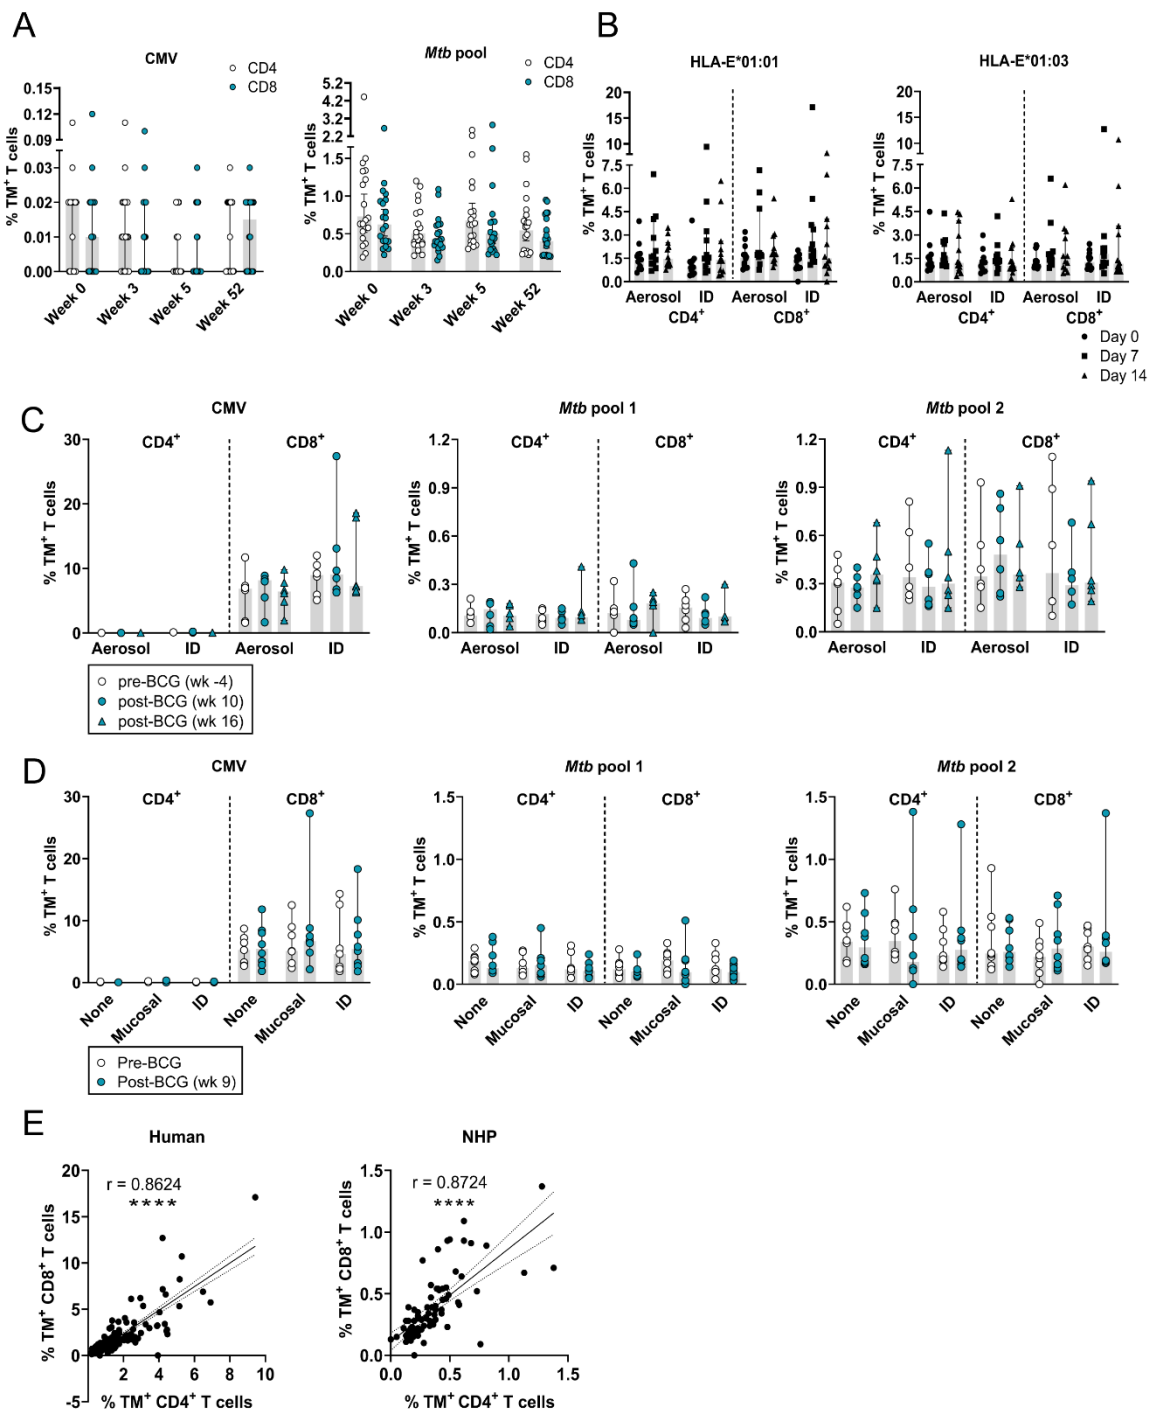 A
CMV
CD4
CD8
% TM⁺ T cells
0.15
0.12
0.09
0.03
0.02
0.01
0.00
Week 0
Week 3
Week 5
Week 52
Mtb pool
CD4
CD8
% TM⁺ T cells
5.2
4.2
3.2
2.2
1.5
1.0
0.5
0.0
Week 0
Week 3
Week 5
Week 52
B
HLA-E*01:01
% TM⁺ T cells
20
15
10
7.5
6.0
4.5
3.0
1.5
0.0
Aerosol ID Aerosol ID
CD4⁺ CD8⁺
HLA-E*01:03
% TM⁺ T cells
20
15
10
7.5
6.0
4.5
3.0
1.5
0.0
Aerosol ID Aerosol ID
CD4⁺ CD8⁺
Day 0
Day 7
Day 14
C
CMV
CD4⁺ CD8⁺
% TM⁺ T cells
30
20
10
0
Aerosol ID Aerosol ID
Mtb pool 1
CD4⁺ CD8⁺
% TM⁺ T cells
1.2
0.9
0.6
0.3
0.0
Aerosol ID Aerosol ID
Mtb pool 2
CD4⁺ CD8⁺
% TM⁺ T cells
1.2
0.9
0.6
0.3
0.0
Aerosol ID Aerosol ID
pre-BCG (wk -4)
post-BCG (wk 10)
post-BCG (wk 16)
D
CMV
CD4⁺ CD8⁺
% TM⁺ T cells
30
20
10
0
None Mucosal ID None Mucosal ID
Mtb pool 1
CD4⁺ CD8⁺
% TM⁺ T cells
1.5
1.0
0.5
0.0
None Mucosal ID None Mucosal ID
Mtb pool 2
CD4⁺ CD8⁺
% TM⁺ T cells
1.5
1.0
0.5
0.0
None Mucosal ID None Mucosal ID
Pre-BCG
Post-BCG (wk 9)
E
Human
r = 0.8624
****
% TM⁺ CD8⁺ T cells
20
15
10
5
0
-5
2 4 6 8 10
% TM⁺ CD4⁺ T cells
NHP
r = 0.8724
****
% TM⁺ CD8⁺ T cells
1.5
1.0
0.5
0.0
0.0 0.5 1.0 1.5
% TM⁺ CD4⁺ T cells